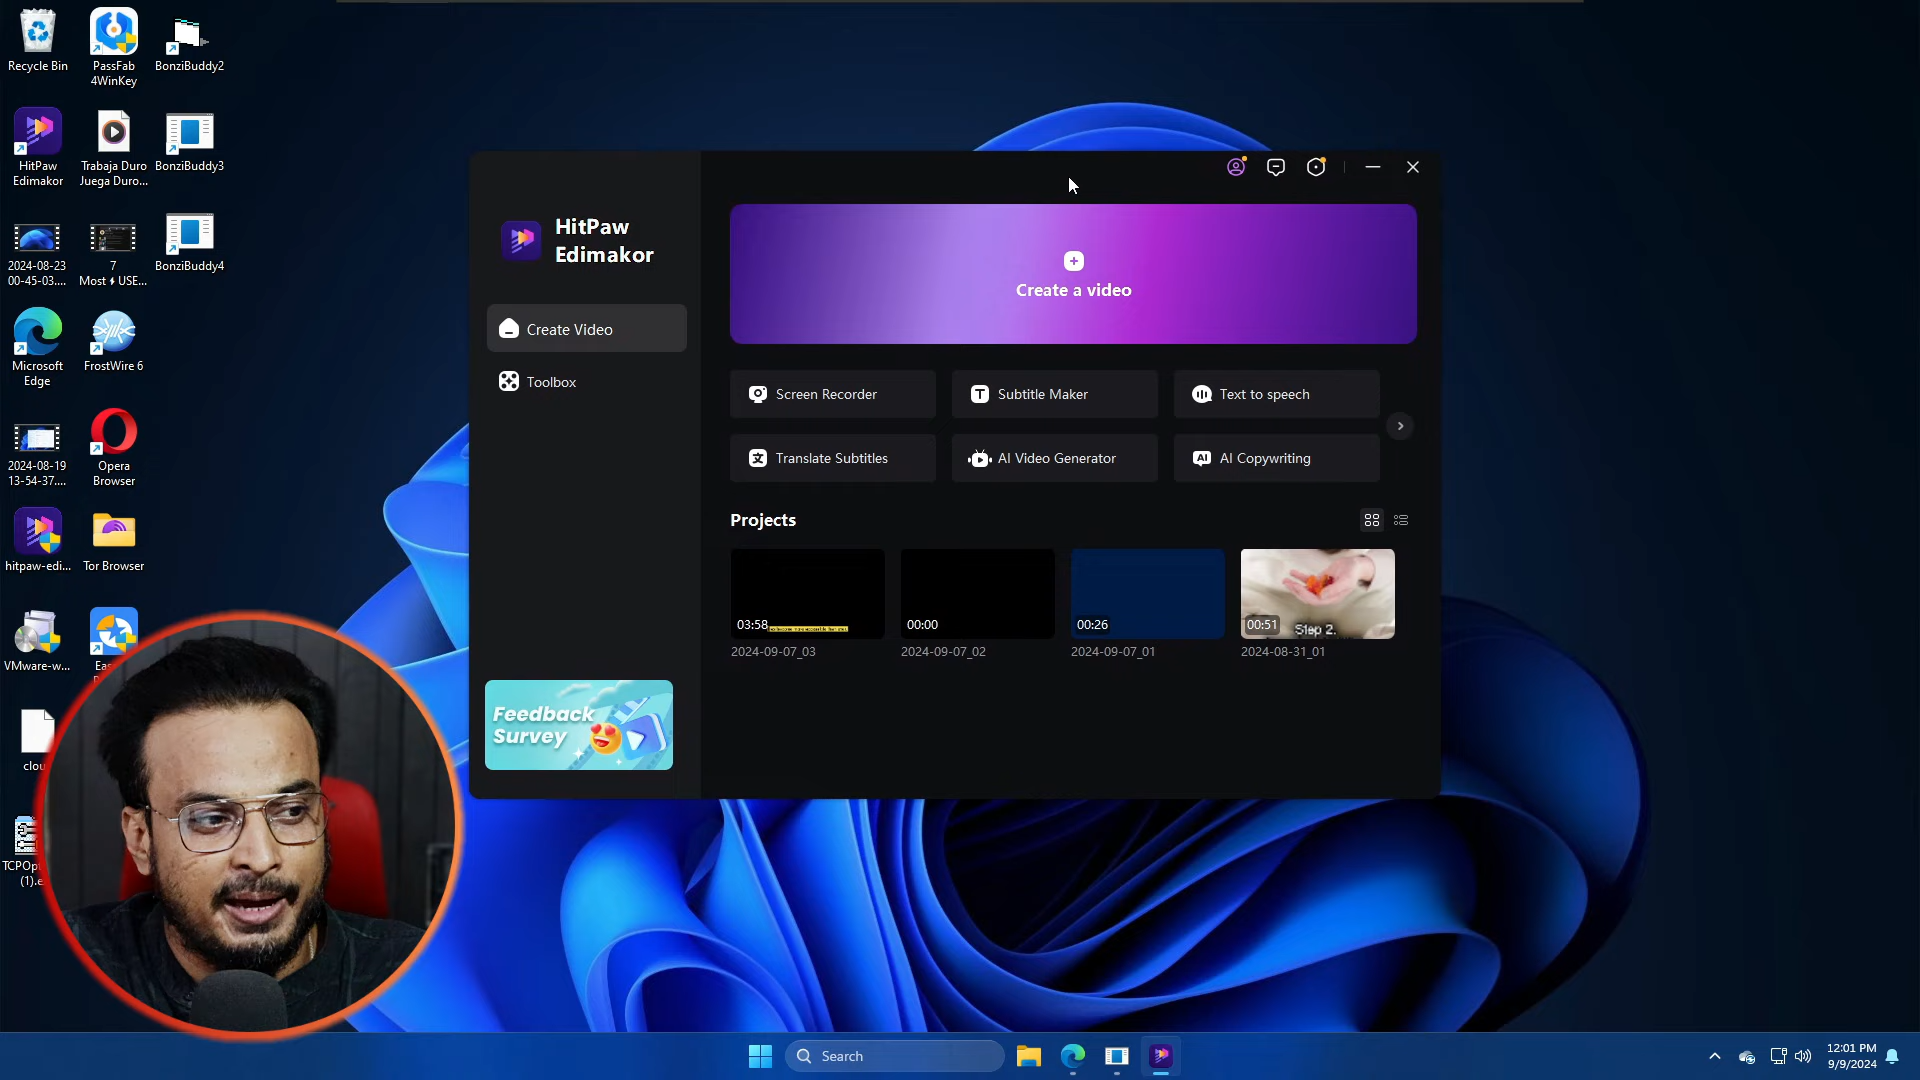 Recycle Bin
PassFab
4WinKey
BonziBuddy2
HitPaw
Edimakor
Trabaja Duro
Juega Duro...
BonziBuddy3
2024-08-23
00-45-03....
7
Most⚡USE...
BonziBuddy4
Microsoft
Edge
FrostWire 6
2024-08-19
13-54-37....
Opera
Browser
hitpaw-edi...
Tor Browser
VMware-w...
HitPaw
Edimakor
Create Video
Toolbox
Feedback
Survey
Create a video
Screen Recorder
Subtitle Maker
Text to speech
Translate Subtitles
AI Video Generator
AI Copywriting
Projects
03:58
00:00
00:26
00:51
Step 2.
2024-09-07_03
2024-09-07_02
2024-09-07_01
2024-08-31_01
Search
12:01 PM
9/9/2024